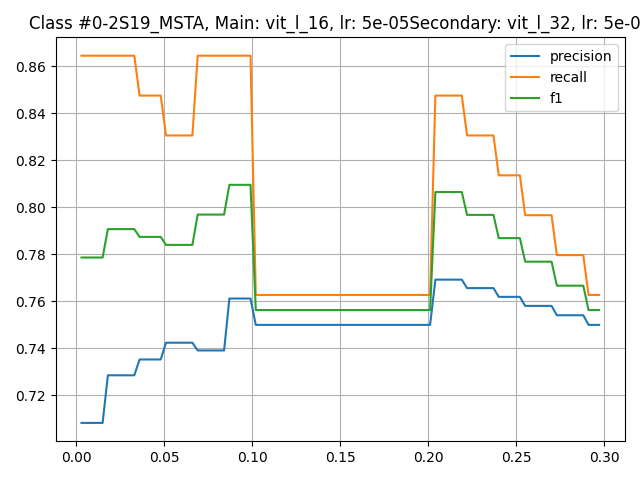 Class #0-2S19_MSTA, Main: vit_l_16, lr: 5e-05Secondary: vit_l_32, lr: 5e-0
precision
recall
f1
0.86
0.84
0.82
0.80
0.78
0.76
0.74
0.72
0.00 0.05 0.10 0.15 0.20 0.25 0.30